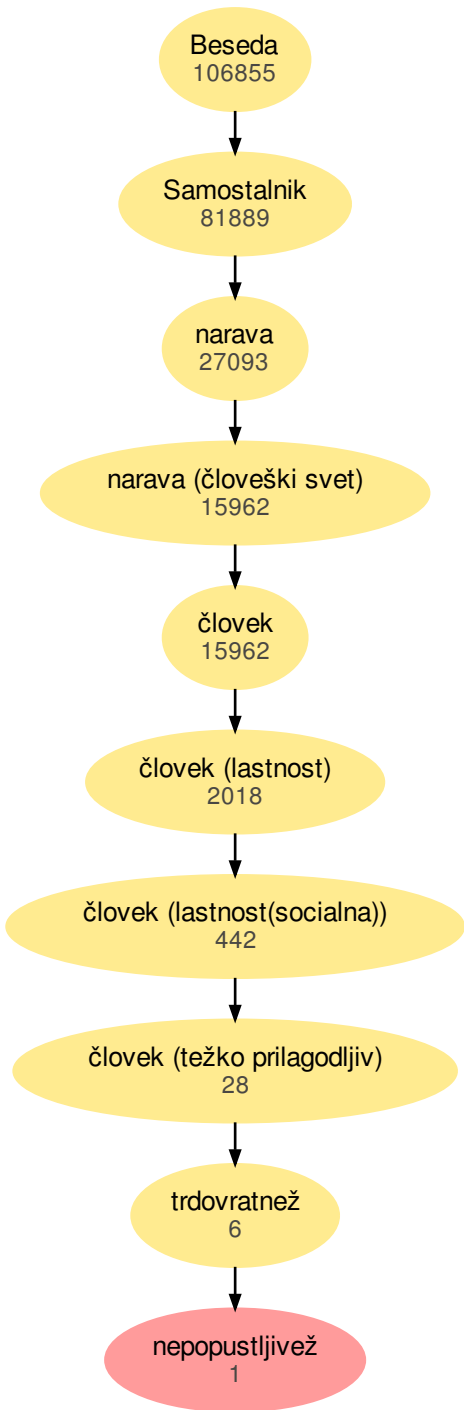 Beseda
106855
Samostalnik
81889
narava
27093
narava (človeški svet)
15962
človek
15962
človek (lastnost)
2018
človek (lastnost(socialna))
442
človek (težko prilagodljiv)
28
trdovratnež
6
nepopustljivež
1